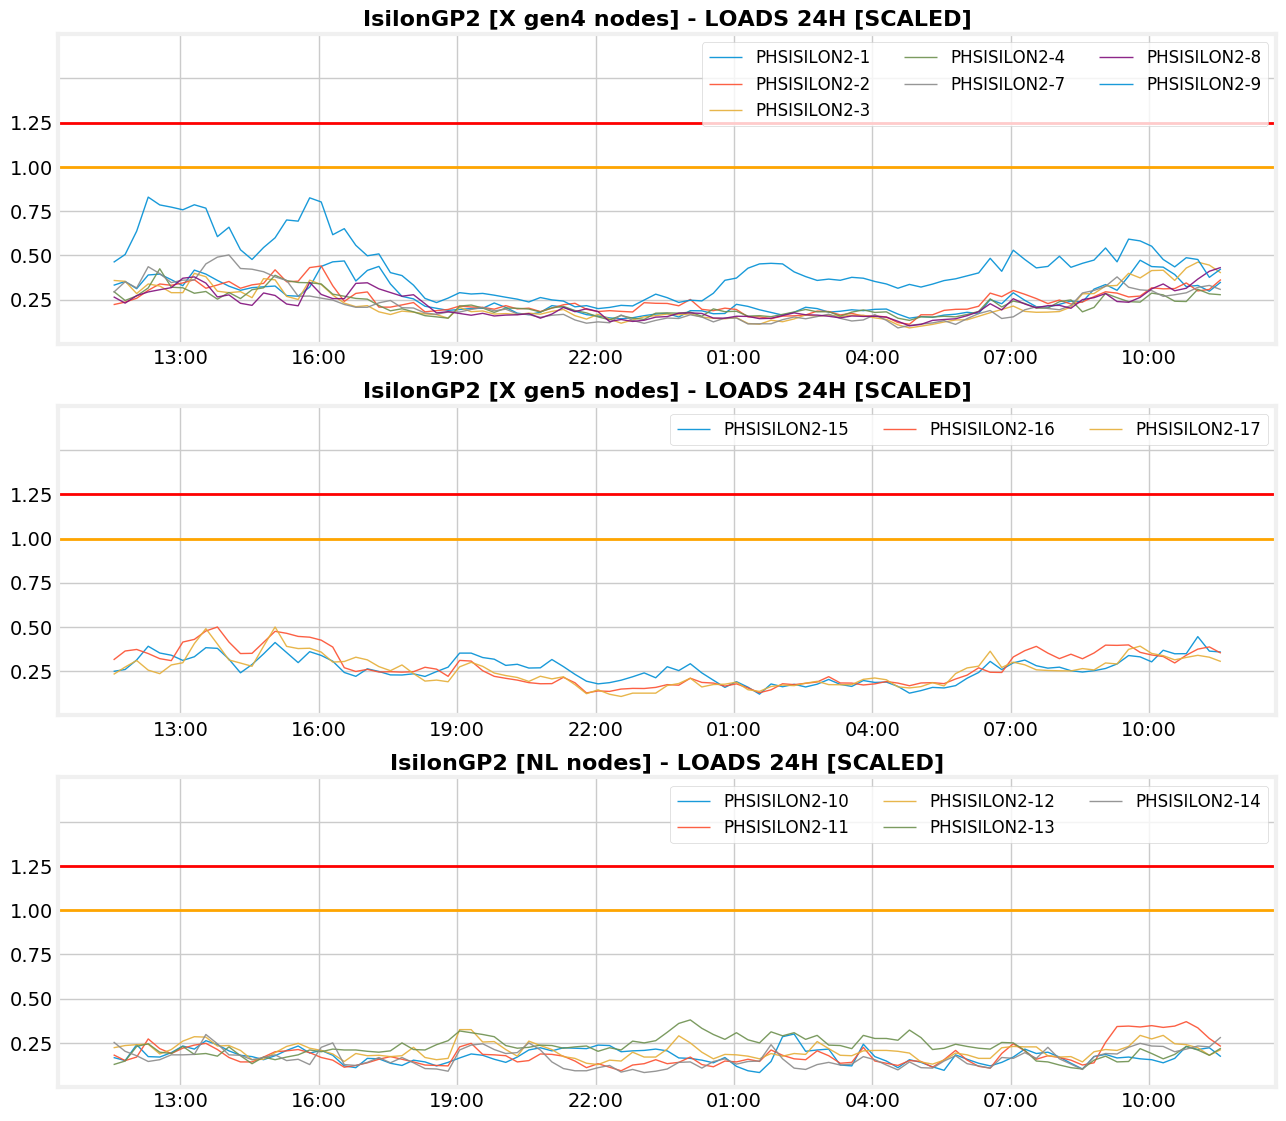 IsilonGP2 [X gen4 nodes] - LOADS 24H [SCALED]
PHSISILON2-1 PHSISILON2-4 PHSISILON2-8
PHSISILON2-2 PHSISILON2-7 PHSISILON2-9
PHSISILON2-3
1.25
1.00
0.75
0.50
0.25
13:00 16:00 19:00 22:00 01:00 04:00 07:00 10:00
IsilonGP2 [X gen5 nodes] - LOADS 24H [SCALED]
PHSISILON2-15 PHSISILON2-16 PHSISILON2-17
1.25
1.00
0.75
0.50
0.25
13:00 16:00 19:00 22:00 01:00 04:00 07:00 10:00
IsilonGP2 [NL nodes] - LOADS 24H [SCALED]
PHSISILON2-10 PHSISILON2-12 PHSISILON2-14
PHSISILON2-11 PHSISILON2-13
1.25
1.00
0.75
0.50
0.25
13:00 16:00 19:00 22:00 01:00 04:00 07:00 10:00